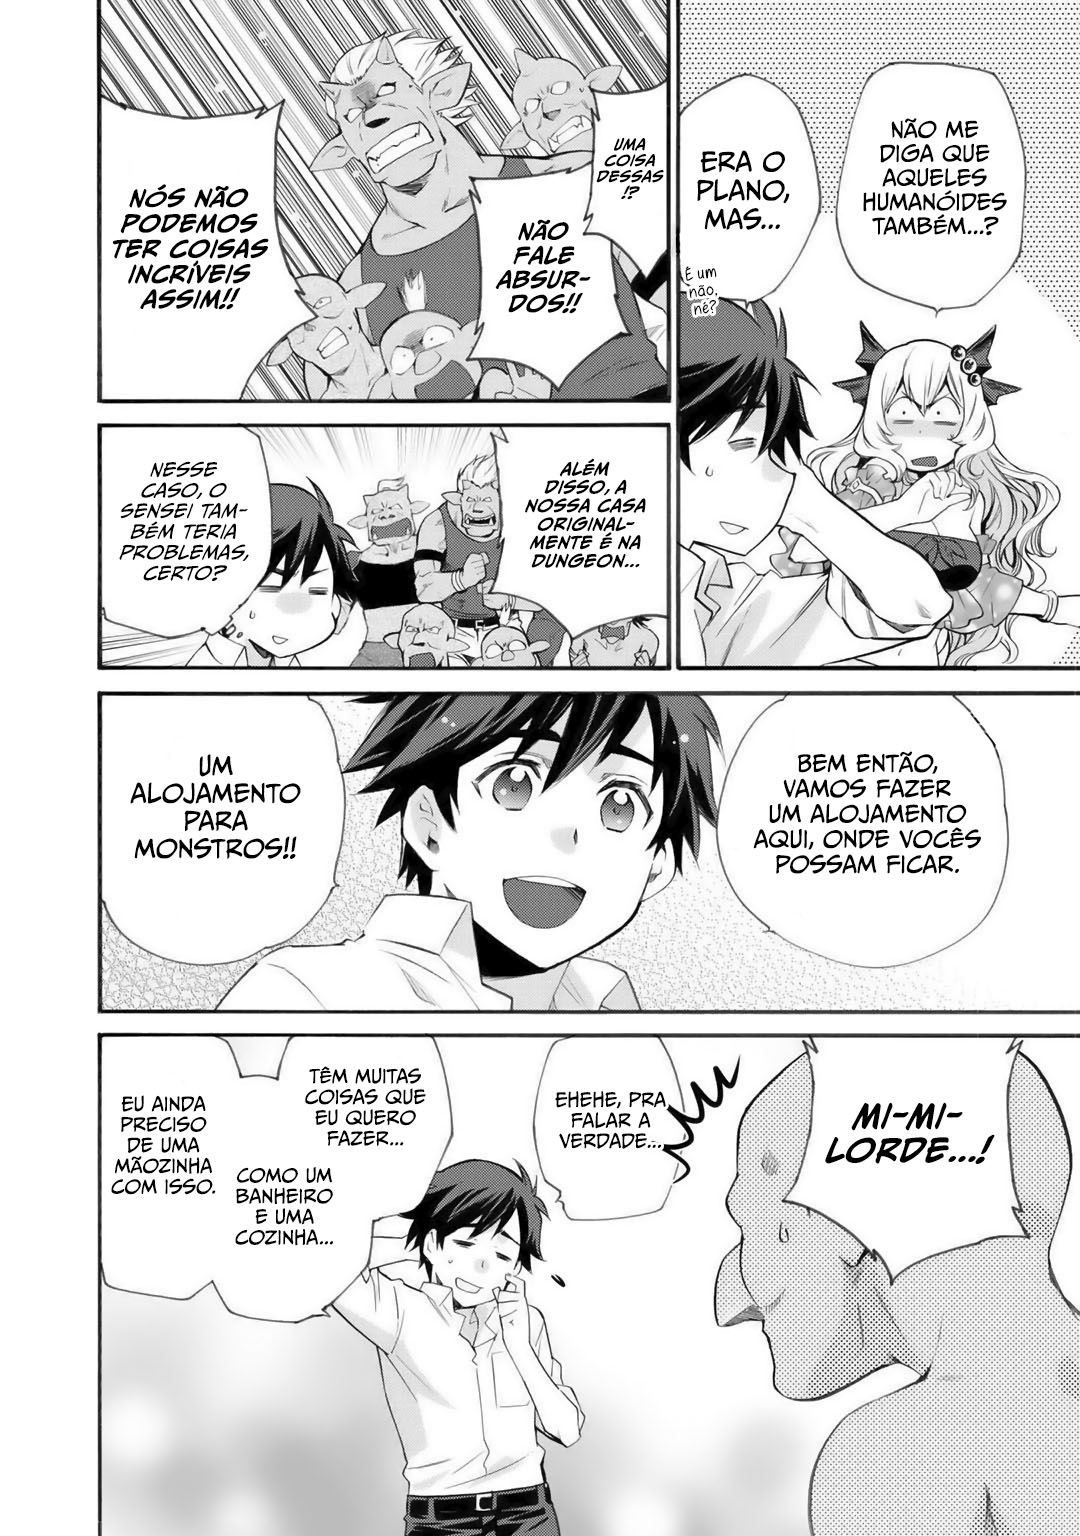 NÃO ME
DIGA QUE
AQUELES
HUMANÓIDES
TAMBÉM...?
ERA O
PLANO,
MAS...
É um
não,
né?
UMA
COISA
DESSAS
!?
NÃO
FALE
ABSUR-
DOS!!
NÓS NÃO
PODEMOS
TER COISAS
INCRÍVEIS
ASSIM!!
ALÉM
DISSO, A
NOSSA CASA
ORIGINAL-
MENTE É NA
DUNGEON...
NESSE
CASO, O
SENSEI TAM-
BÉM TERIA
PROBLEMAS,
CERTO?
BEM ENTÃO,
VAMOS FAZER
UM ALOJAMENTO
AQUI, ONDE VOCÊS
POSSAM FICAR.
UM
ALOJAMENTO
PARA
MONSTROS!!
MI-MI-
LORDE...!
EHEHE, PRA
FALAR A
VERDADE...
TÊM MUITAS
COISAS QUE
EU QUERO
FAZER...
COMO UM
BANHEIRO
E UMA
COZINHA...
EU AINDA
PRECISO
DE UMA
MÃOZINHA
COM ISSO.